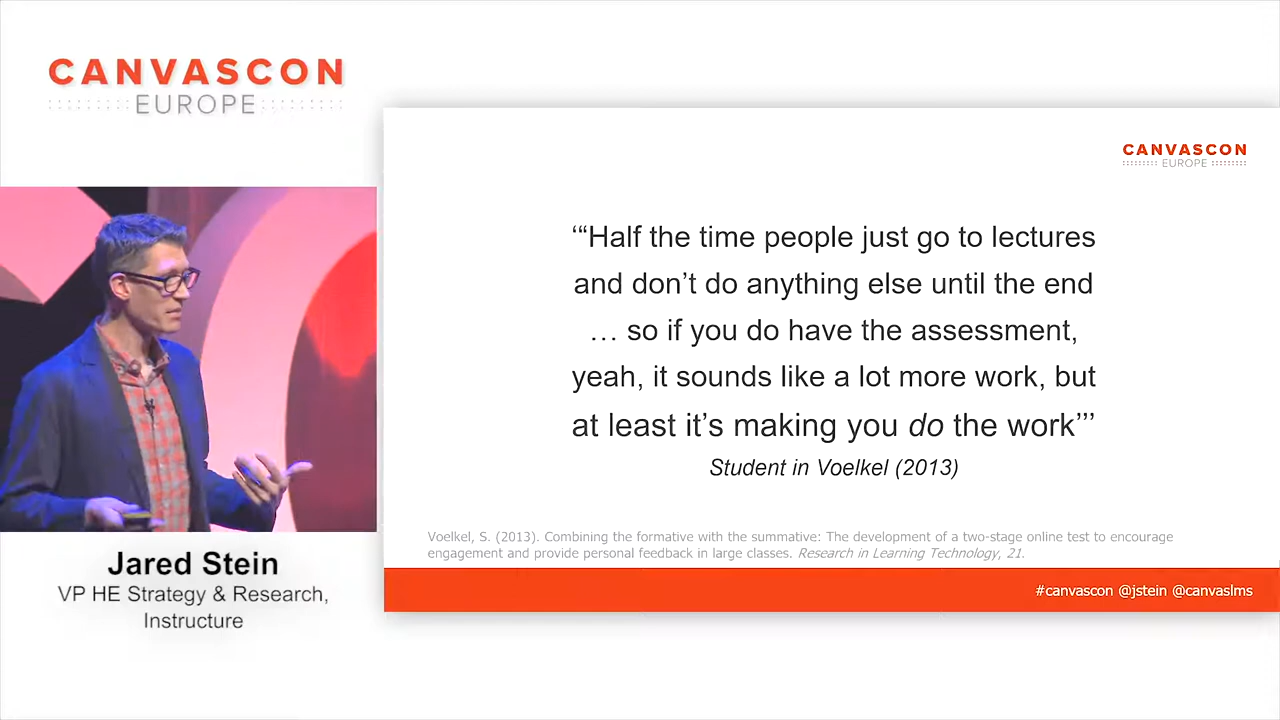 CANVASCON
EUROPE
CANVASCON
EUROPE
‘“Half the time people just go to lectures
and don’t do anything else until the end
… so if you do have the assessment,
yeah, it sounds like a lot more work, but
at least it’s making you do the work”’
Student in Voelkel (2013)
Voelkel, S. (2013). Combining the formative with the summative: The development of a two-stage online test to encourage
engagement and provide personal feedback in large classes. Research in Learning Technology, 21.
#canvascon @jstein @canvaslms
Jared Stein
VP HE Strategy & Research,
Instructure